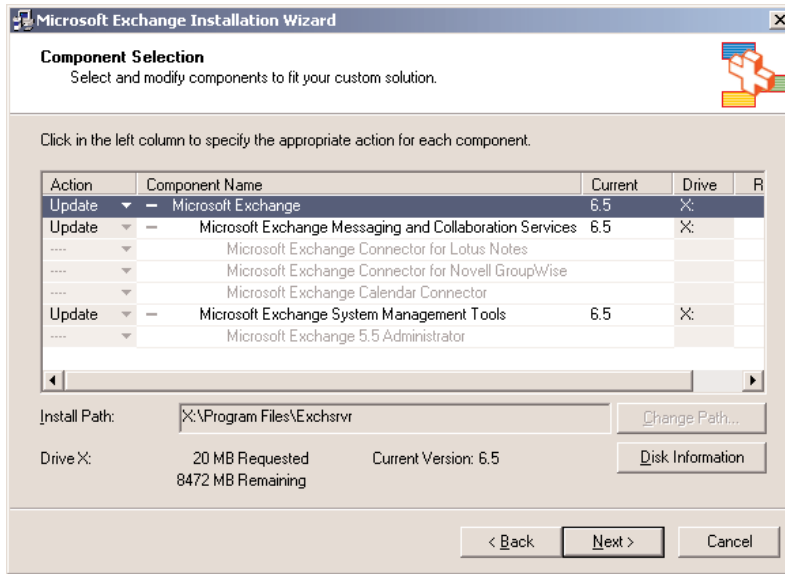 Microsoft Exchange Installation Wizard
Component Selection
Select and modify components to fit your custom solution.
Click in the left column to specify the appropriate action for each component.
Action Component Name Current Drive R
Update Microsoft Exchange 6.5 X:
Update Microsoft Exchange Messaging and Collaboration Services 6.5 X:
---- Microsoft Exchange Connector for Lotus Notes
---- Microsoft Exchange Connector for Novell GroupWise
---- Microsoft Exchange Calendar Connector
Update Microsoft Exchange System Management Tools 6.5 X:
---- Microsoft Exchange 5.5 Administrator
Install Path: X:\Program Files\Exchsrvr Change Path...
Drive X: 20 MB Requested Current Version: 6.5 Disk Information
8472 MB Remaining
< Back Next > Cancel